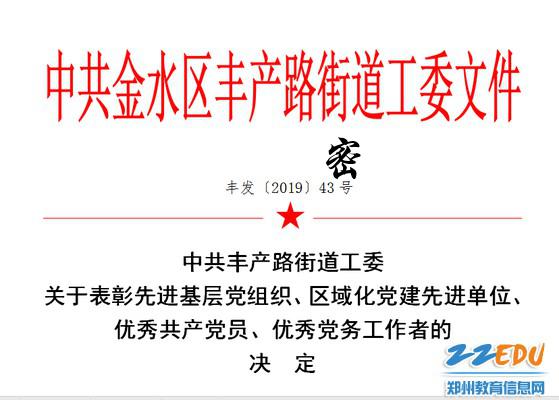 中共金水区丰产路街道工委文件
密
丰发〔2019〕43号
中共丰产路街道工委
关于表彰先进基层党组织、区域化党建先进单位、
优秀共产党员、优秀党务工作者的
决 定
ZZEDU
郑州教育信息网